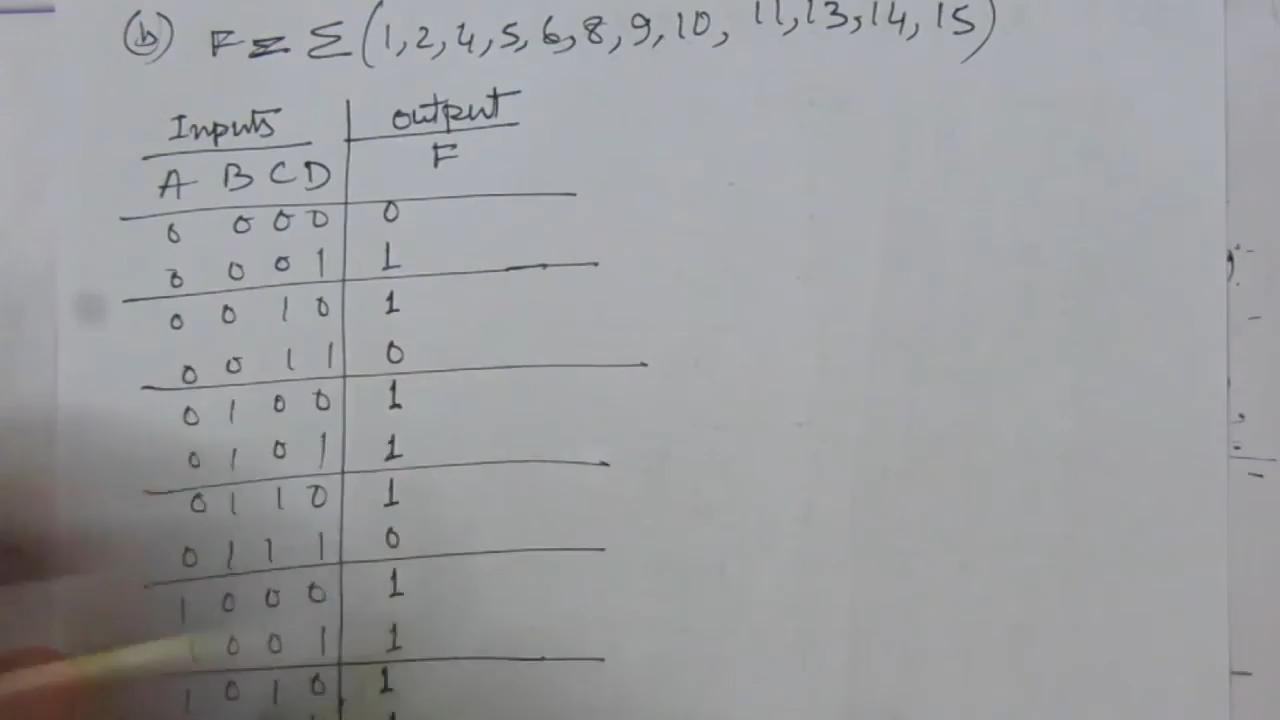 (b) F = Σ(1,2,4,5,6,8,9,10, 11,13,14,15)
Inputs output
A B C D F
0 0 0 0 0
0 0 0 1 1
0 0 1 0 1
0 0 1 1 0
0 1 0 0 1
0 1 0 1 1
0 1 1 0 1
0 1 1 1 0
1 0 0 0 1
1 0 0 1 1
1 0 1 0 1